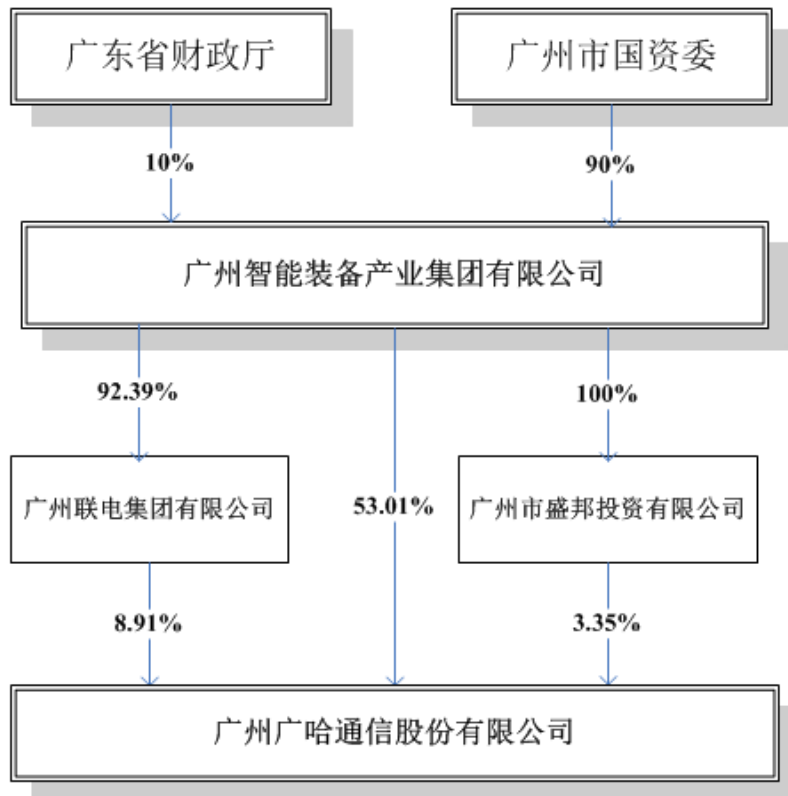 广东省财政厅
广州市国资委
10%
90%
广州智能装备产业集团有限公司
92.39%
100%
广州联电集团有限公司
53.01%
广州市盛邦投资有限公司
8.91%
3.35%
广州广哈通信股份有限公司